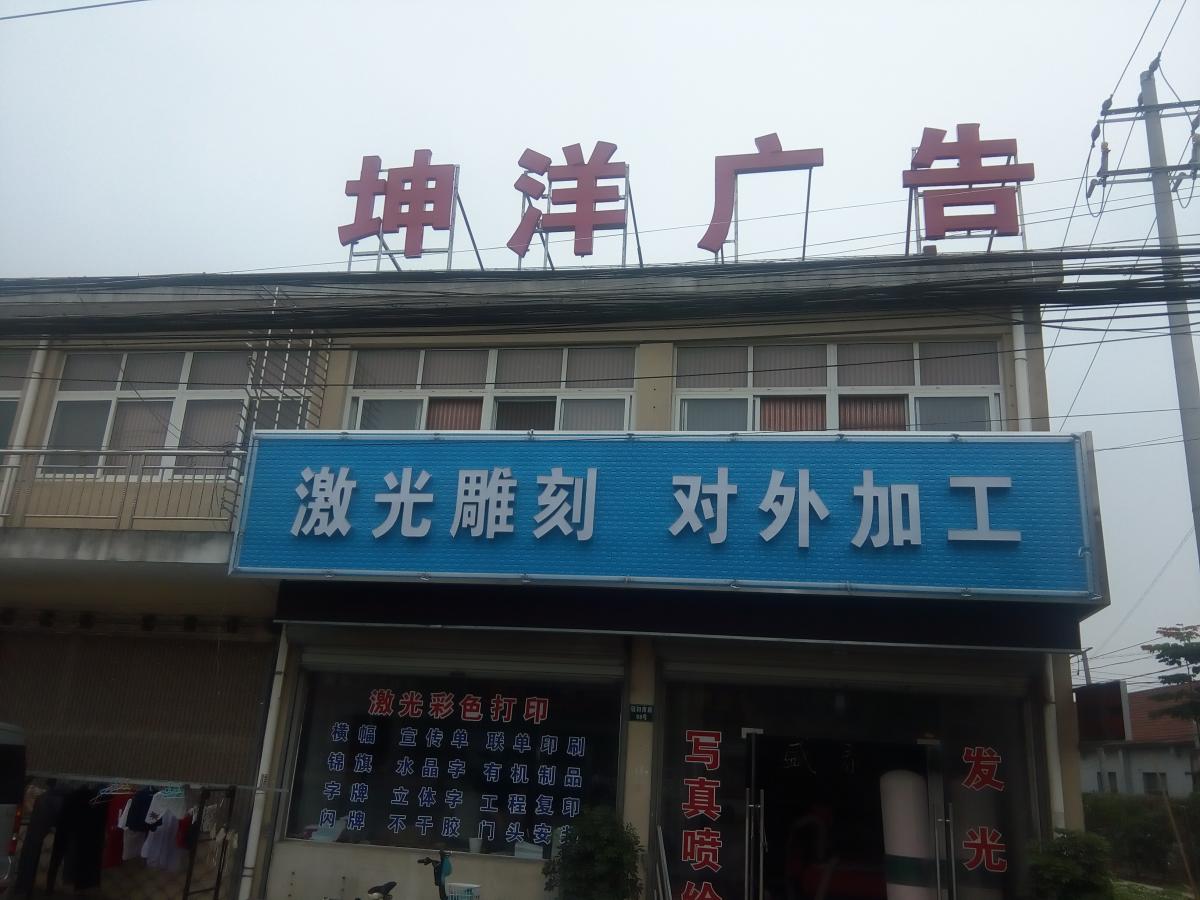 坤洋广告
激光雕刻 对外加工
激光彩色打印
横幅 宣传单 联单印刷
锦旗 水晶字 有机制品
字牌 立体字 工程复印
闪牌 不干胶 门头安装
写真喷绘
发光